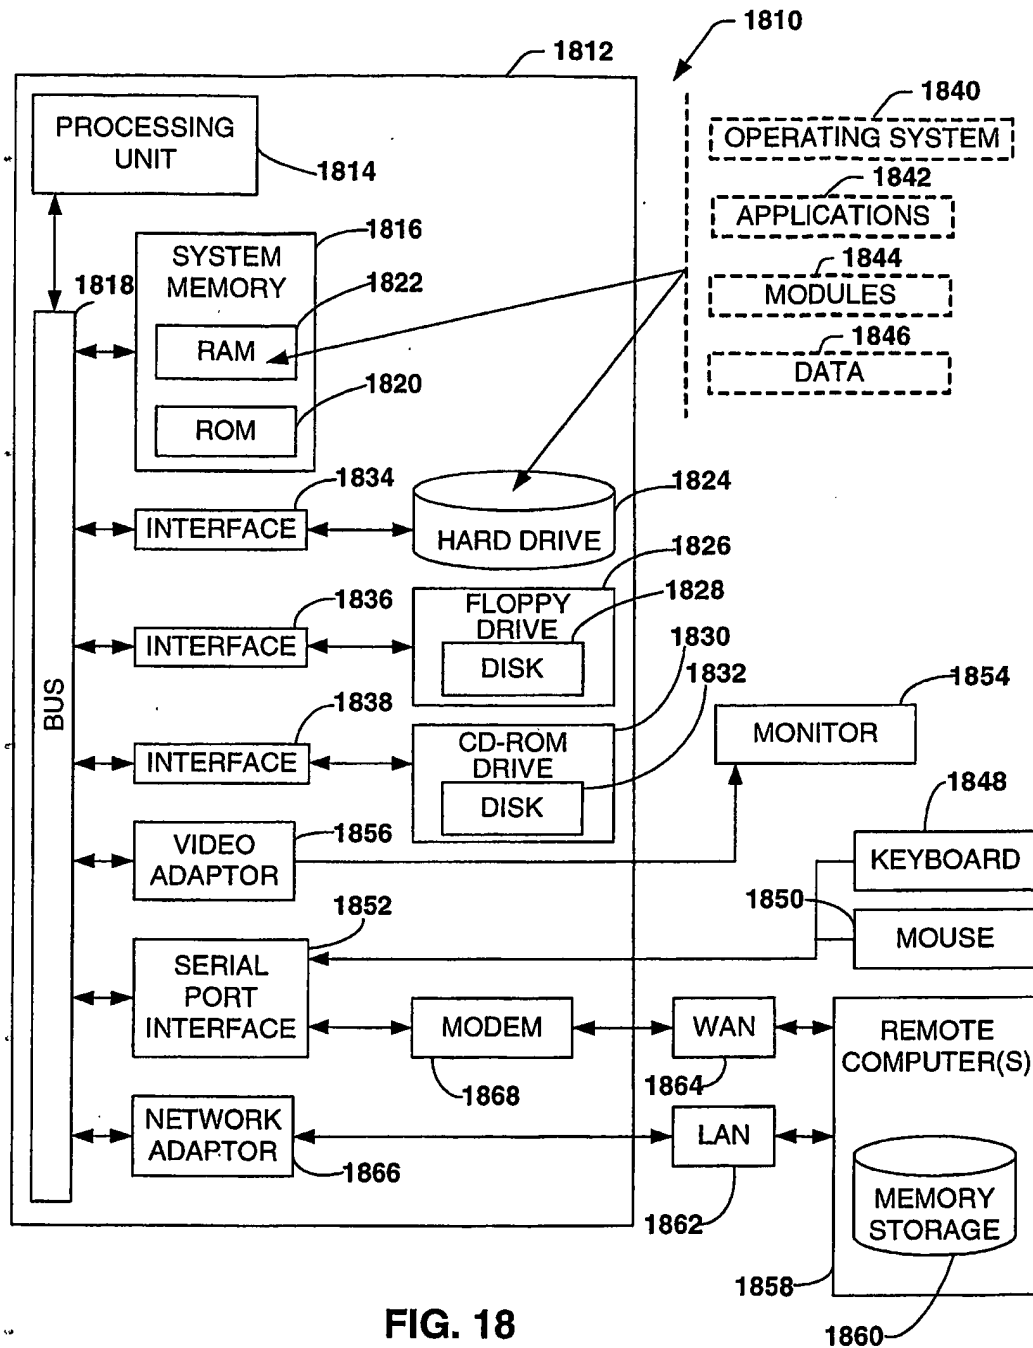 1810
1812
1840
OPERATING SYSTEM
PROCESSING
UNIT
1814
1842
APPLICATIONS
1816
SYSTEM
MEMORY
1818
1822
1844
MODULES
RAM
1846
DATA
1820
ROM
1834
INTERFACE
1824
HARD DRIVE
1826
1836
INTERFACE
FLOPPY
DRIVE
1828
DISK
1830
1832
1838
INTERFACE
CD-ROM
DRIVE
DISK
1854
MONITOR
BUS
1856
VIDEO
ADAPTOR
1848
KEYBOARD
1852
1850
MOUSE
SERIAL
PORT
INTERFACE
MODEM
1868
WAN
1864
REMOTE
COMPUTER(S)
NETWORK
ADAPTOR
1866
LAN
1862
MEMORY
STORAGE
1858
1860
FIG. 18